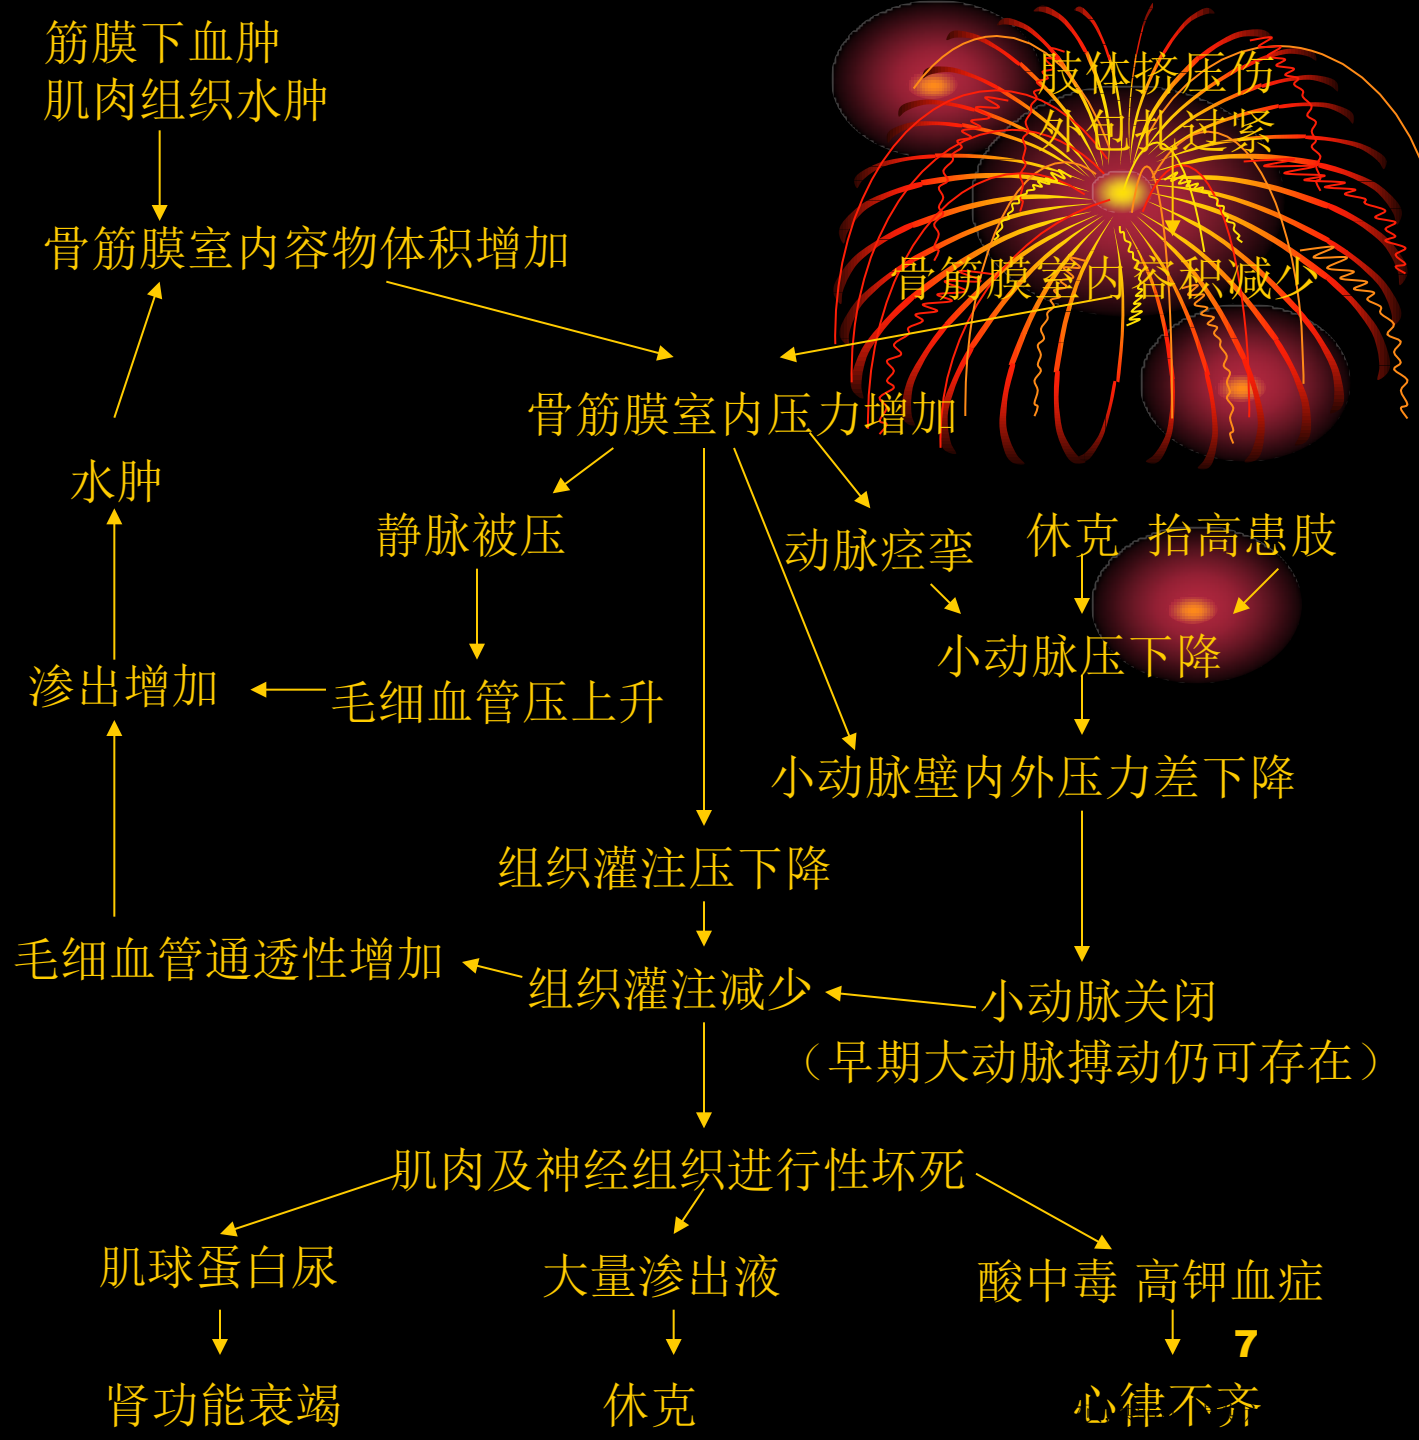 筋膜下血肿
肌肉组织水肿
肢体挤压伤
外包扎过紧
骨筋膜室内容物体积增加
骨筋膜室内容积减少
骨筋膜室内压力增加
水肿
静脉被压
动脉痉挛
休克 抬高患肢
小动脉压下降
渗出增加
毛细血管压上升
小动脉壁内外压力差下降
组织灌注压下降
毛细血管通透性增加
组织灌注减少
小动脉关闭
（早期大动脉搏动仍可存在）
肌肉及神经组织进行性坏死
肌球蛋白尿
大量渗出液
酸中毒 高钾血症
7
肾功能衰竭
休克
心律不齐